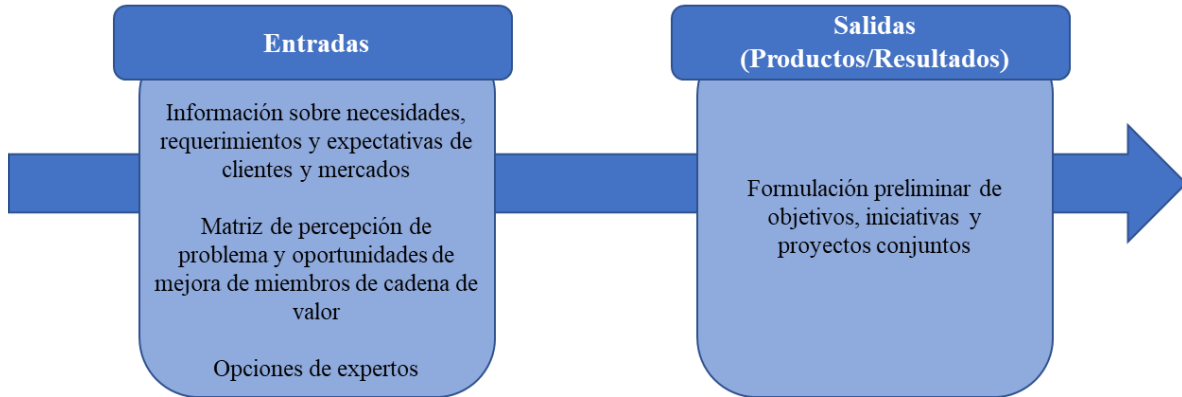 Entradas
Información sobre necesidades,
requerimientos y expectativas de
clientes y mercados
Matriz de percepción de
problema y oportunidades de
mejora de miembros de cadena de
valor
Opciones de expertos
Salidas
(Productos/Resultados)
Formulación preliminar de
objetivos, iniciativas y
proyectos conjuntos